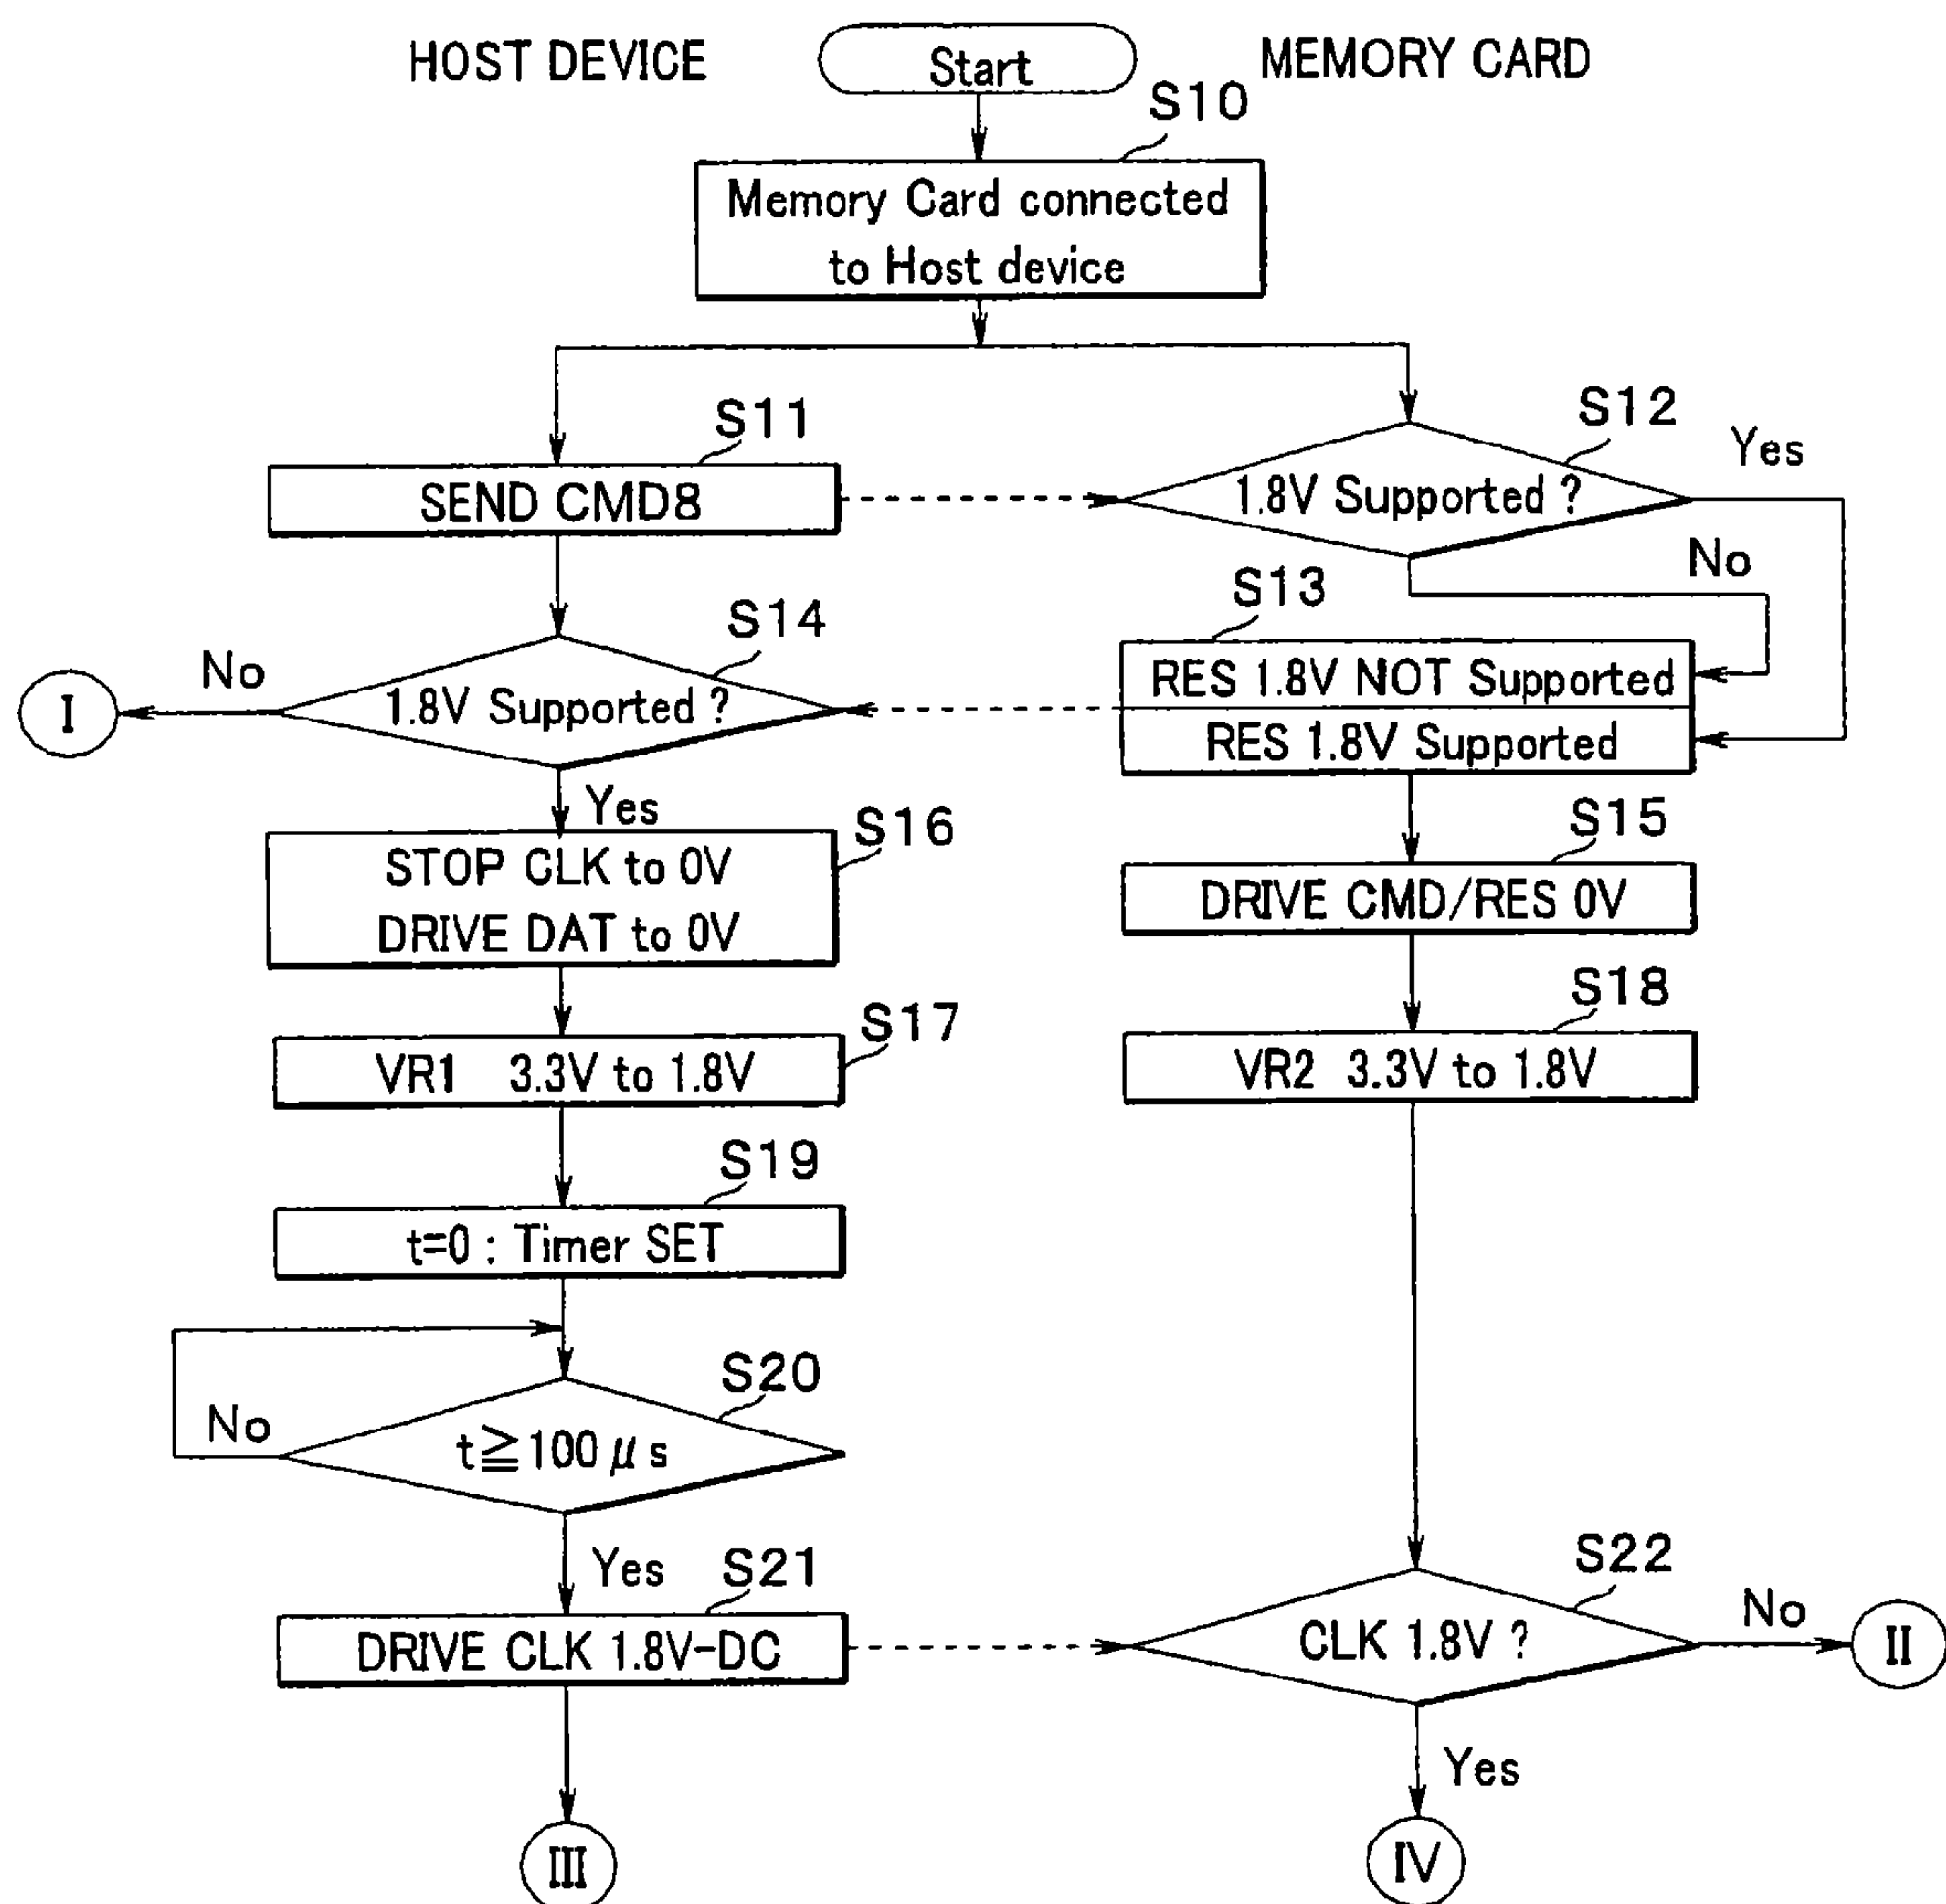 HOST DEVICE
Start
MEMORY CARD
S10
Memory Card connected
to Host device
S11
SEND CMD8
S12
1.8V Supported ?
Yes
No
S13
RES 1.8V NOT Supported
RES 1.8V Supported
S14
1.8V Supported ?
No
I
Yes
S16
STOP CLK to 0V
DRIVE DAT to 0V
S15
DRIVE CMD/RES 0V
S17
VR1 3.3V to 1.8V
S18
VR2 3.3V to 1.8V
S19
t=0 : Timer SET
S20
t≧100μs
No
Yes
S21
DRIVE CLK 1.8V-DC
S22
CLK 1.8V ?
No
II
Yes
III
IV